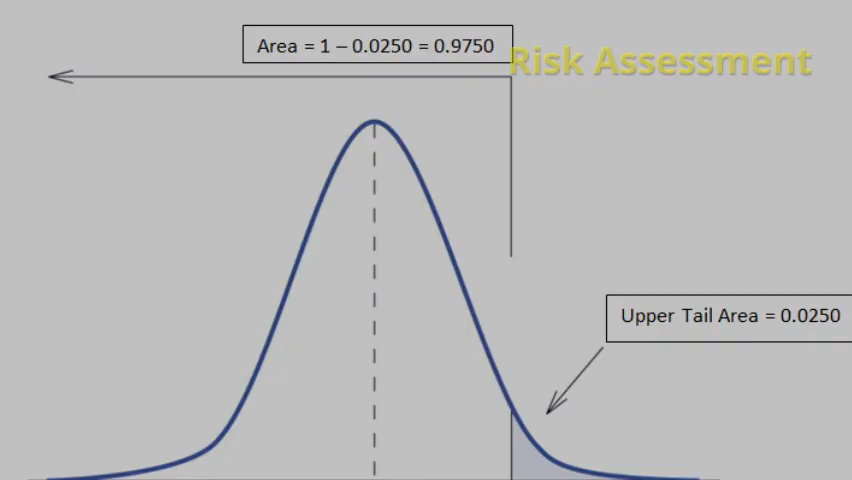 Area = 1 – 0.0250 = 0.9750
Risk Assessment
Upper Tail Area = 0.0250